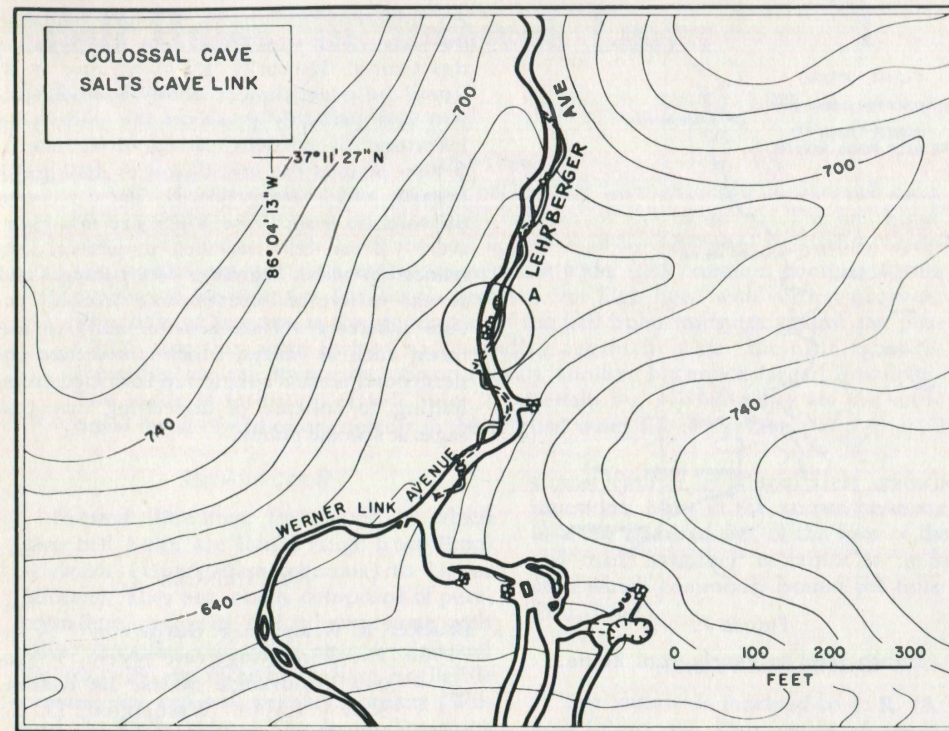 COLOSSAL CAVE
SALTS CAVE LINK
37°11'27"N
86°04'13"W
700
LEHRBERGER AVE
700
A
740
740
WERNER LINK AVENUE
640
0 100 200 300
FEET